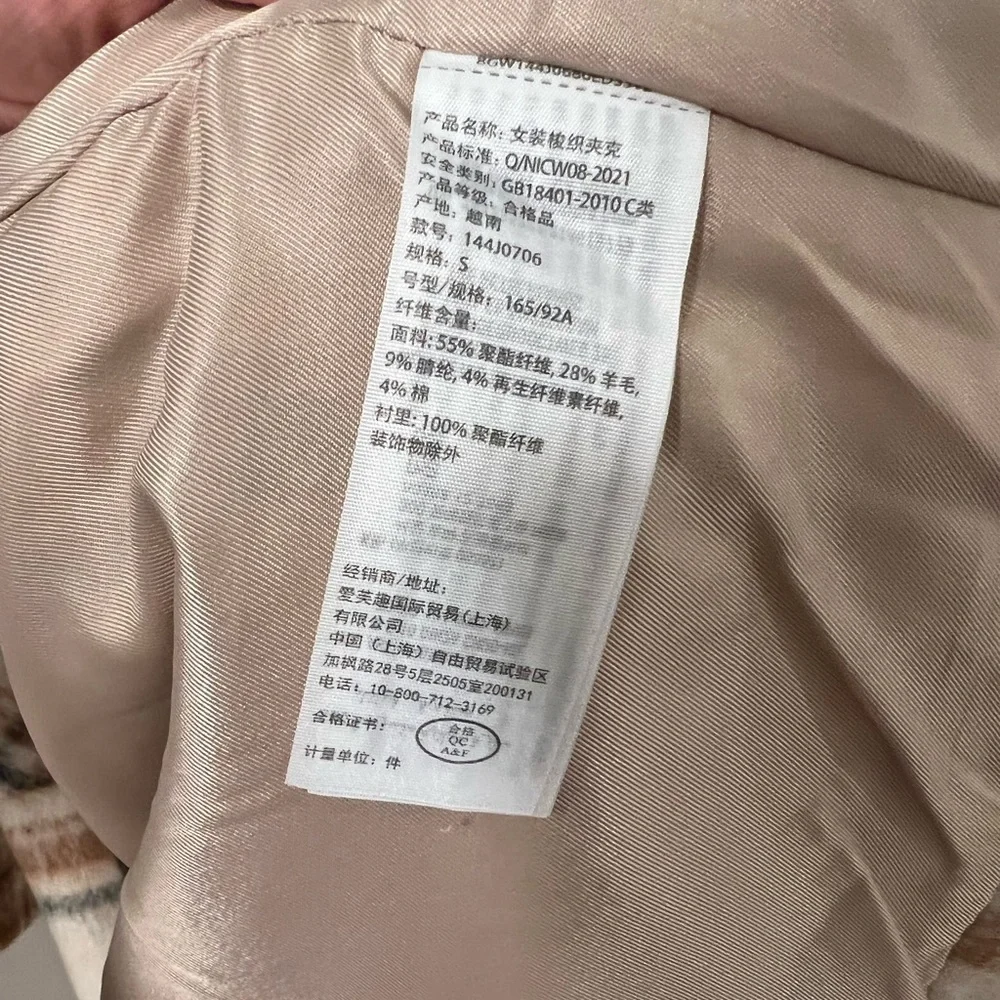 产品名称: 女装梭织夹克
产品标准: Q/NICW08-2021
安全类别: GB18401-2010 C类
产品等级: 合格品
产地: 越南
款号: 144J0706
规格: S
号型/规格: 165/92A
纤维含量:
面料: 55% 聚酯纤维, 28% 羊毛,
9% 腈纶, 4% 再生纤维素纤维,
4% 棉
衬里: 100% 聚酯纤维
装饰物除外
经销商/地址:
爱芙趣国际贸易(上海)
有限公司
中国(上海)自由贸易试验区
加枫路28号5层2505室200131
电话: 10-800-712-3169
合格证书:
合格
QC
A&F
计量单位: 件